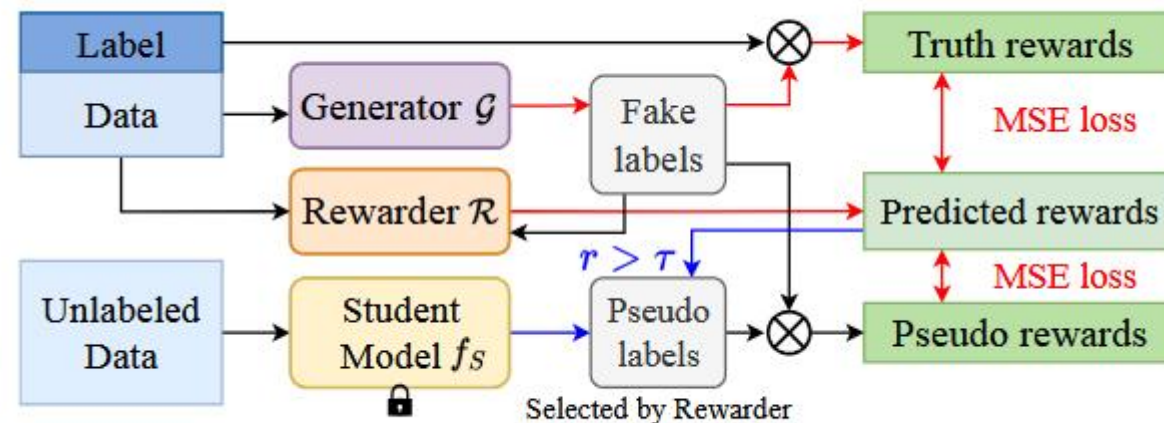 Label
Truth rewards
Data
Generator 𝒢
Fake
labels
MSE loss
Rewarder ℛ
Predicted rewards
r > τ
MSE loss
Unlabeled
Data
Student
Model f_S
Pseudo
labels
Pseudo rewards
Selected by Rewarder